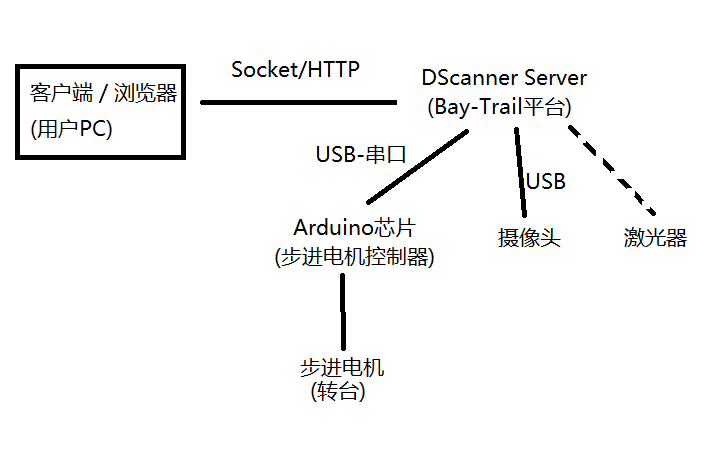 Socket/HTTP
客户端 / 浏览器
(用户PC)
DScanner Server
(Bay-Trail平台)
USB-串口
USB
Arduino芯片
(步进电机控制器)
摄像头
激光器
步进电机
(转台)